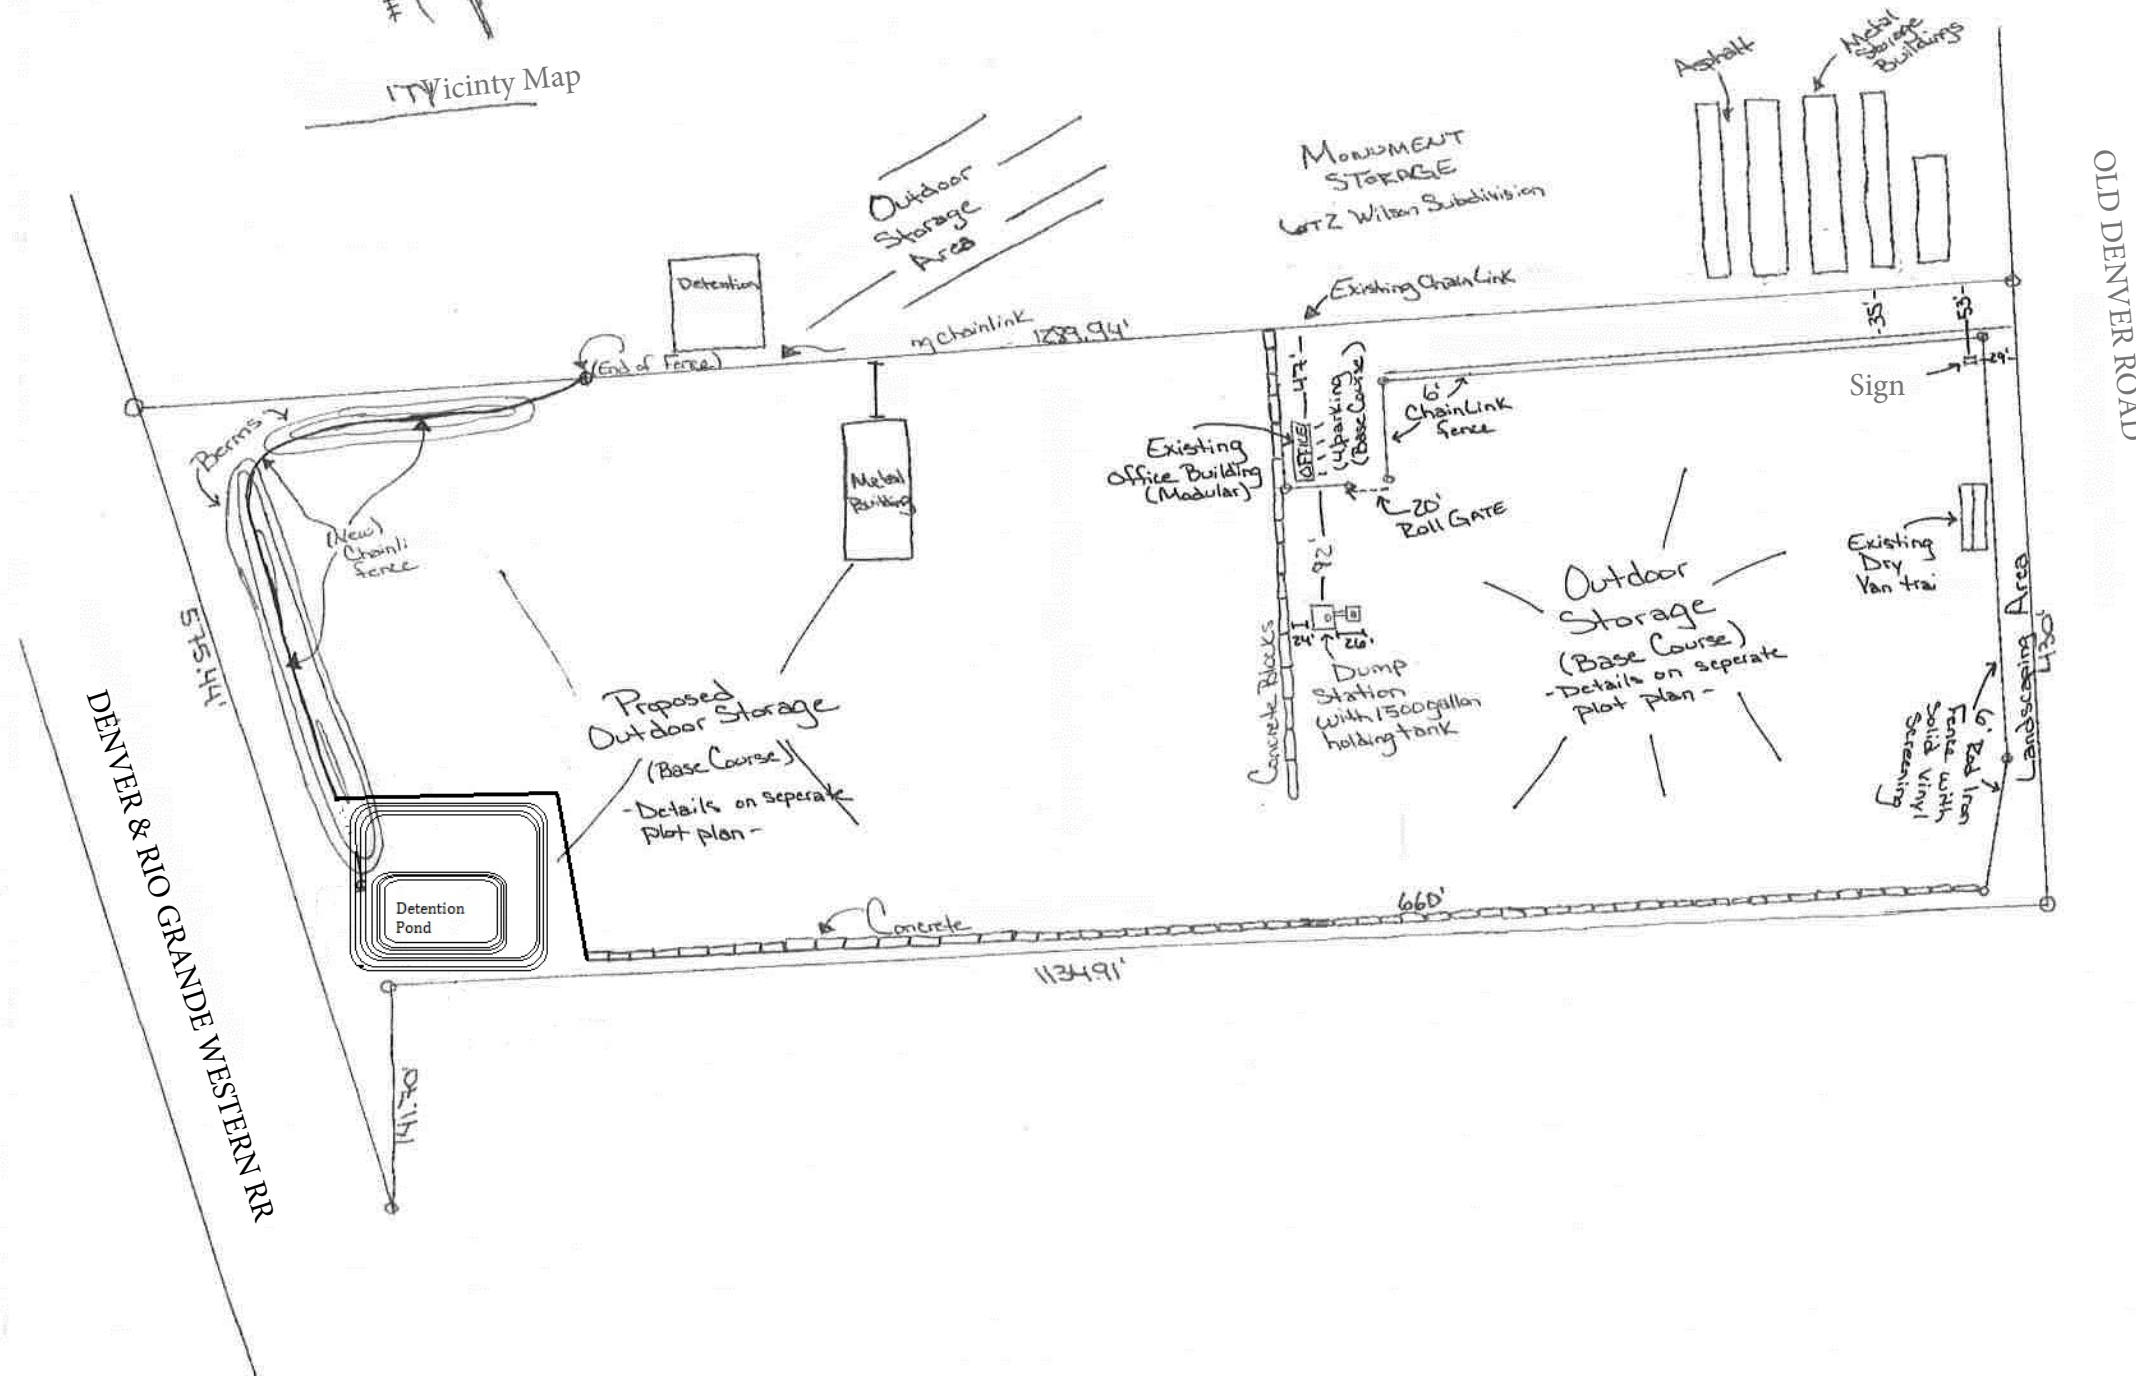 Vicinty Map
Asphalt
Metal
Storage
Buildings
OLD DENVER ROAD
MONUMENT
STORAGE
LOT 2 Wilson Subdivision
Outdoor
Storage
Area
Detention
Existing Chain Link
chainlink
1289.94'
(End of Fence)
35'
53'
29'
Sign
47'
(4)parking
(Base Course)
OFFICE
6'
ChainLink
fence
Existing
Office Building
(Modular)
20'
Roll GATE
Berms
(New)
Chainli
fence
Metal
Building
92'
Existing
Dry
Van trai
Outdoor
Storage
(Base Course)
-Details on seperate
plot plan-
24'
26'
Dump
Station
with 1500 gallon
holding tank
Concrete Blocks
Landscaping Area
430'
6' Rod Iron
Fence with
Solid Vinyl
Screening
575.44'
Proposed
Outdoor Storage
(Base Course)
-Details on seperate
plot plan-
DENVER & RIO GRANDE WESTERN RR
Detention
Pond
Concrete
660'
1134.91'
141.30'